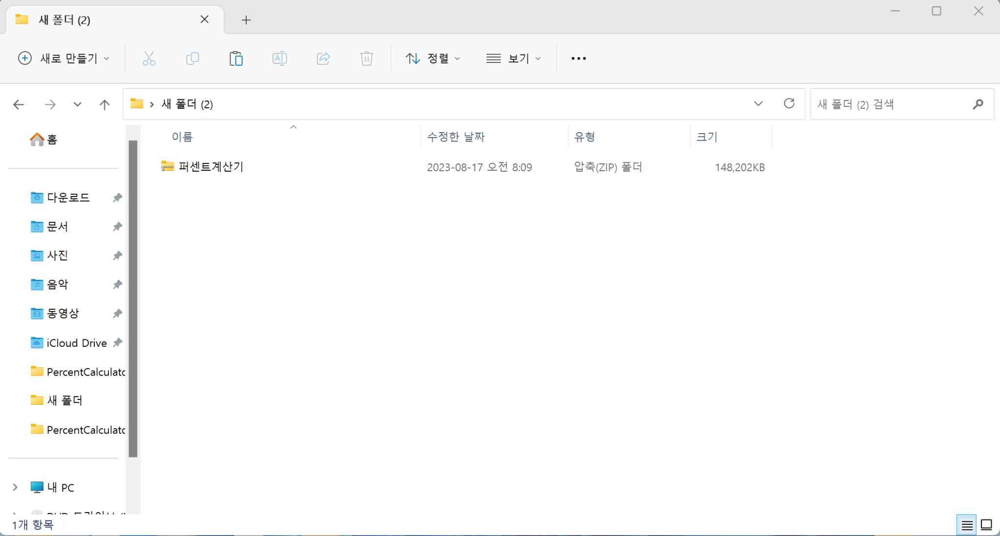 새 폴더 (2)
새로 만들기
정렬
보기
새 폴더 (2)
새 폴더 (2) 검색
홈
이름 수정한 날짜 유형 크기
퍼센트계산기 2023-08-17 오전 8:09 압축(ZIP) 폴더 148,202KB
다운로드
문서
사진
음악
동영상
iCloud Drive
PercentCalculatc
새 폴더
PercentCalculatc
내 PC
1개 항목